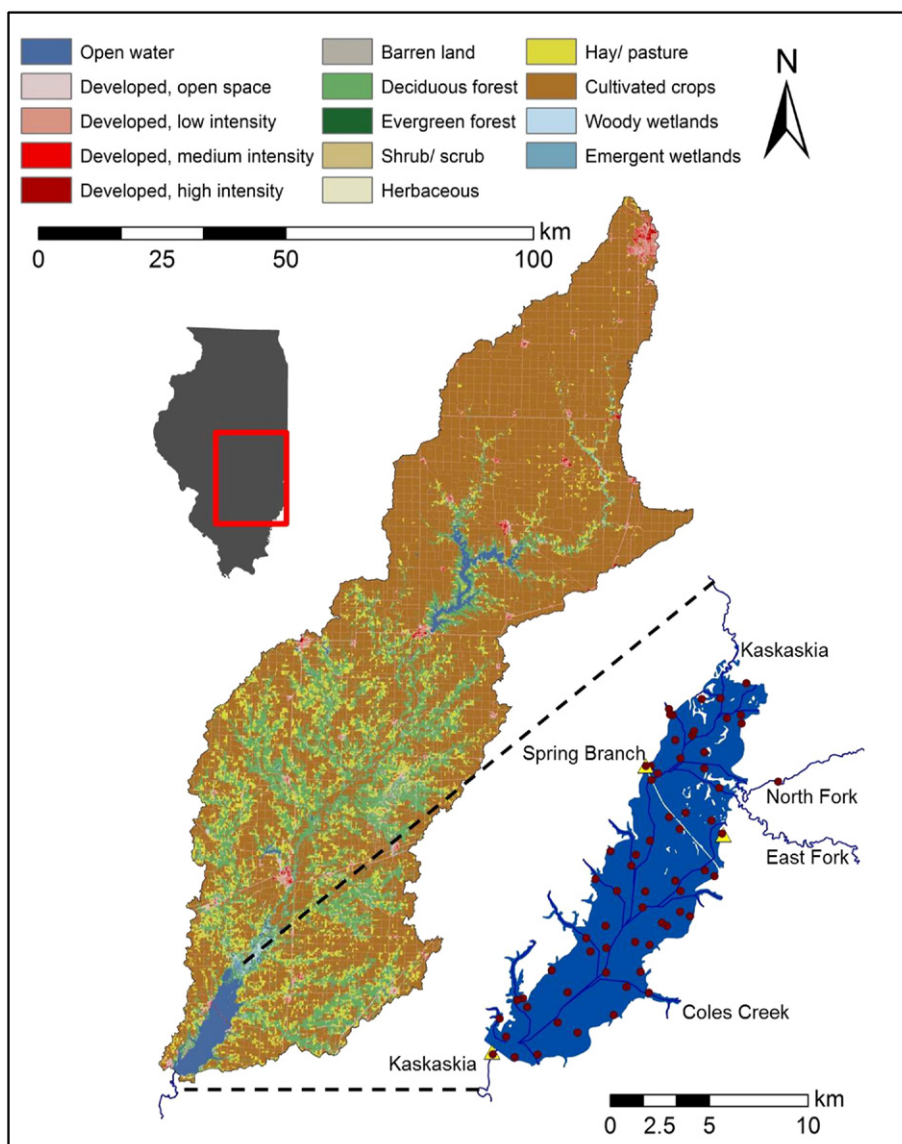 Open water
Developed, open space
Developed, low intensity
Developed, medium intensity
Developed, high intensity
Barren land
Deciduous forest
Evergreen forest
Shrub/ scrub
Herbaceous
Hay/ pasture
Cultivated crops
Woody wetlands
Emergent wetlands
N
km
0 25 50 100
Kaskaskia
Spring Branch
North Fork
East Fork
Coles Creek
Kaskaskia
km
0 2.5 5 10